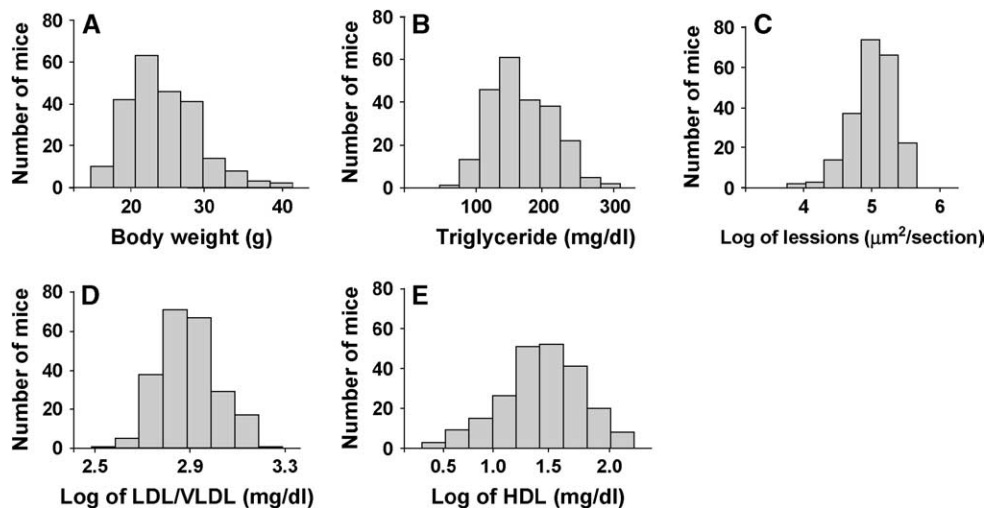 A
Number of mice
80
60
40
20
0
20 30 40
Body weight (g)
B
Number of mice
80
60
40
20
0
100 200 300
Triglyceride (mg/dl)
C
Number of mice
80
60
40
20
0
4 5 6
Log of lessions (μm²/section)
D
Number of mice
80
60
40
20
0
2.5 2.9 3.3
Log of LDL/VLDL (mg/dl)
E
Number of mice
80
60
40
20
0
0.5 1.0 1.5 2.0
Log of HDL (mg/dl)